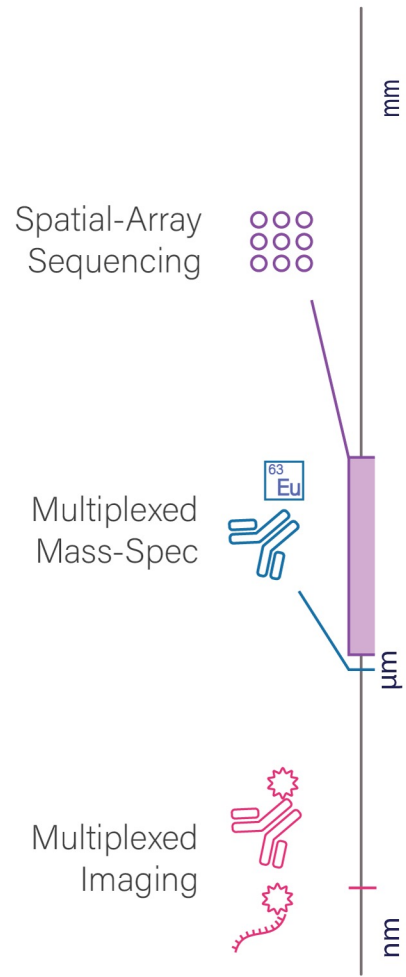 mm
Spatial-Array
Sequencing
63
Eu
Multiplexed
Mass-Spec
µm
Multiplexed
Imaging
nm